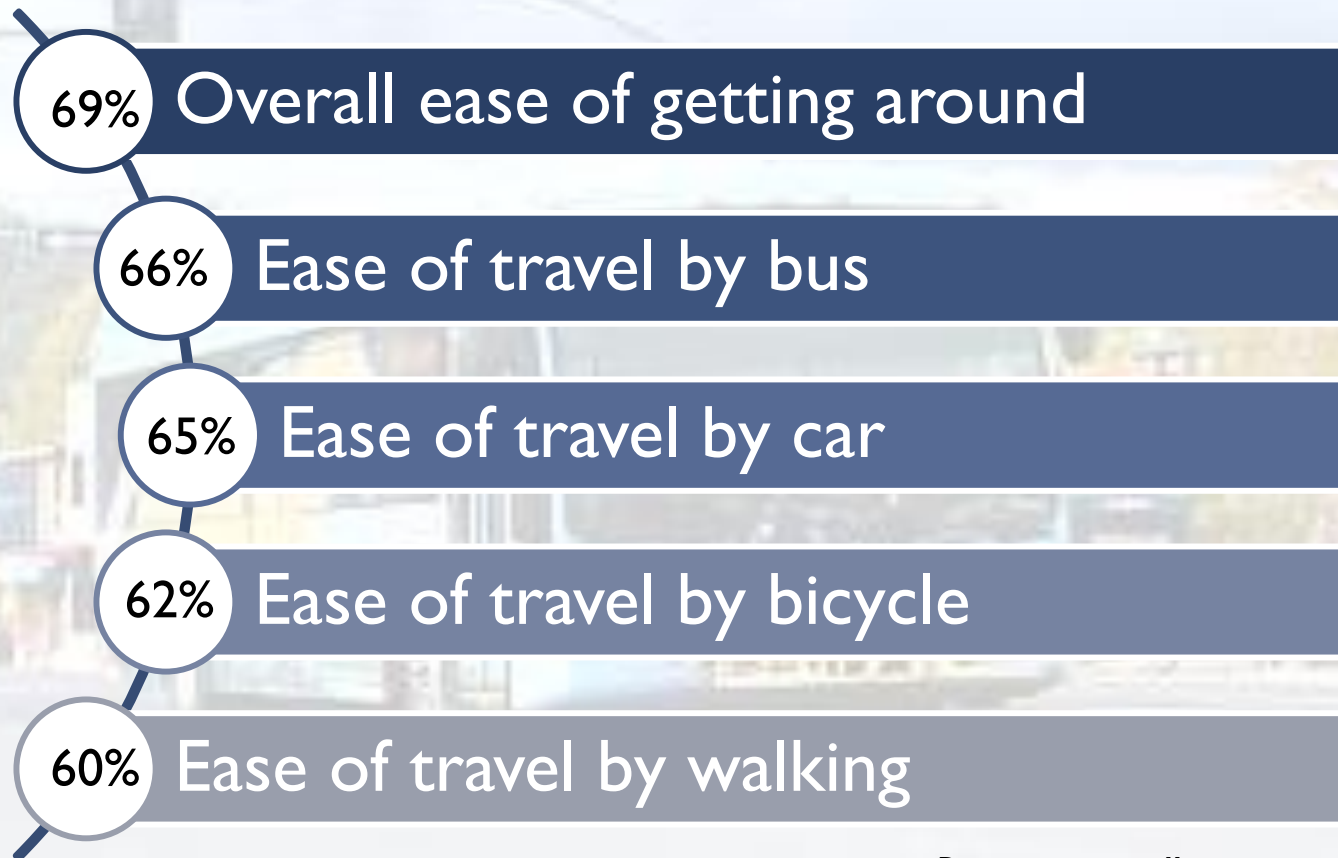 69% Overall ease of getting around
66% Ease of travel by bus
65% Ease of travel by car
62% Ease of travel by bicycle
60% Ease of travel by walking